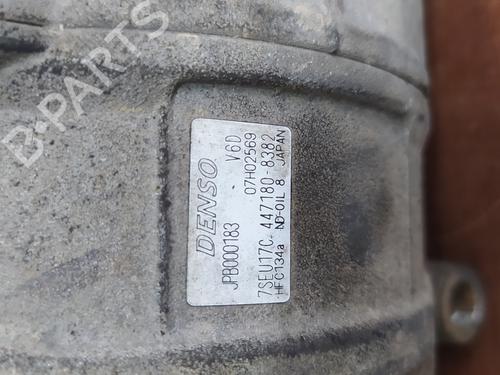 DENSO V6D
JPB000183 07H02569
7SEU17C 447180-8382
HFC134a ND-OIL 8 JAPAN
B-PARTS